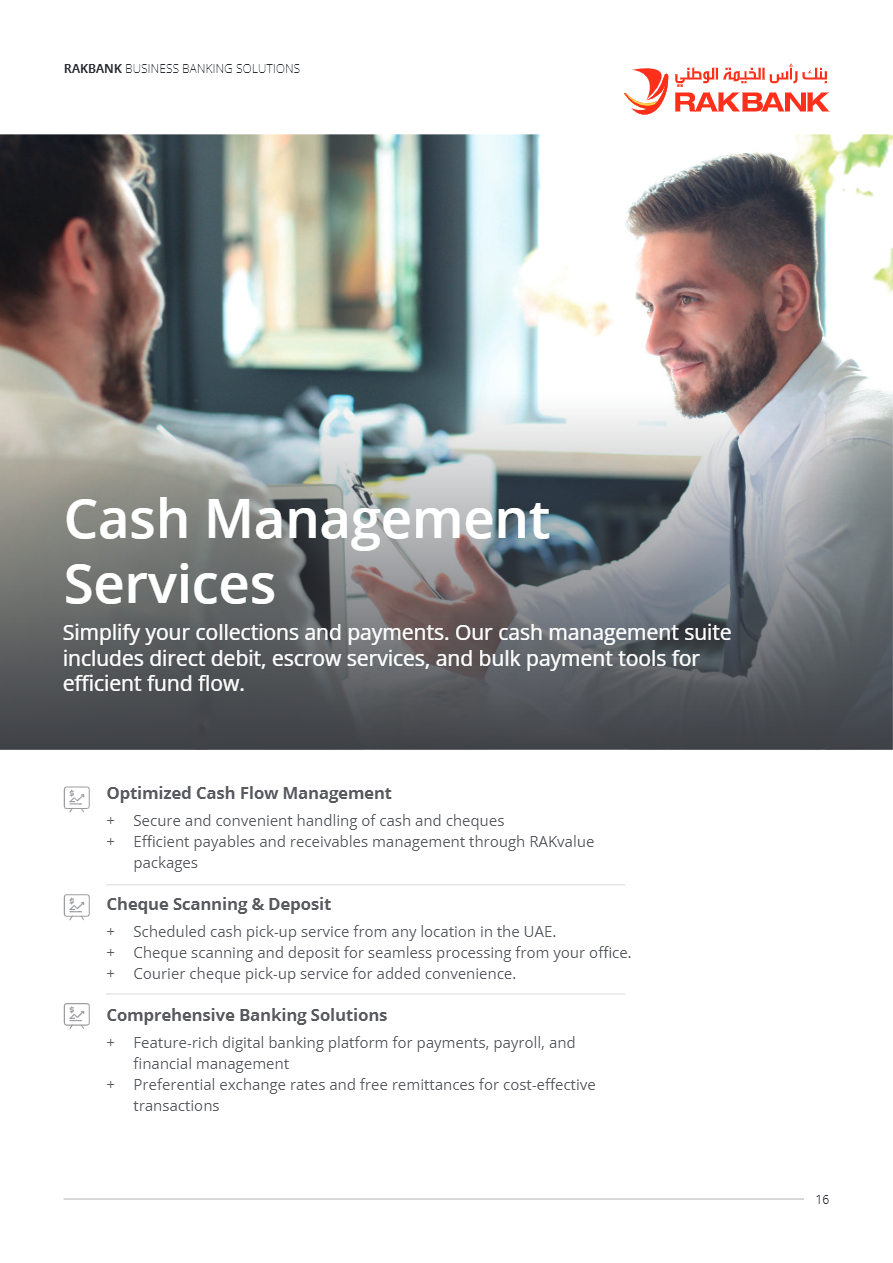 RAKBANK BUSINESS BANKING SOLUTIONS
بنك رأس الخيمة الوطني
RAKBANK
Cash Management
Services
Simplify your collections and payments. Our cash management suite
includes direct debit, escrow services, and bulk payment tools for
efficient fund flow.
Optimized Cash Flow Management
+ Secure and convenient handling of cash and cheques
+ Efficient payables and receivables management through RAKvalue
packages
Cheque Scanning & Deposit
+ Scheduled cash pick-up service from any location in the UAE.
+ Cheque scanning and deposit for seamless processing from your office.
+ Courier cheque pick-up service for added convenience.
Comprehensive Banking Solutions
+ Feature-rich digital banking platform for payments, payroll, and
financial management
+ Preferential exchange rates and free remittances for cost-effective
transactions
16